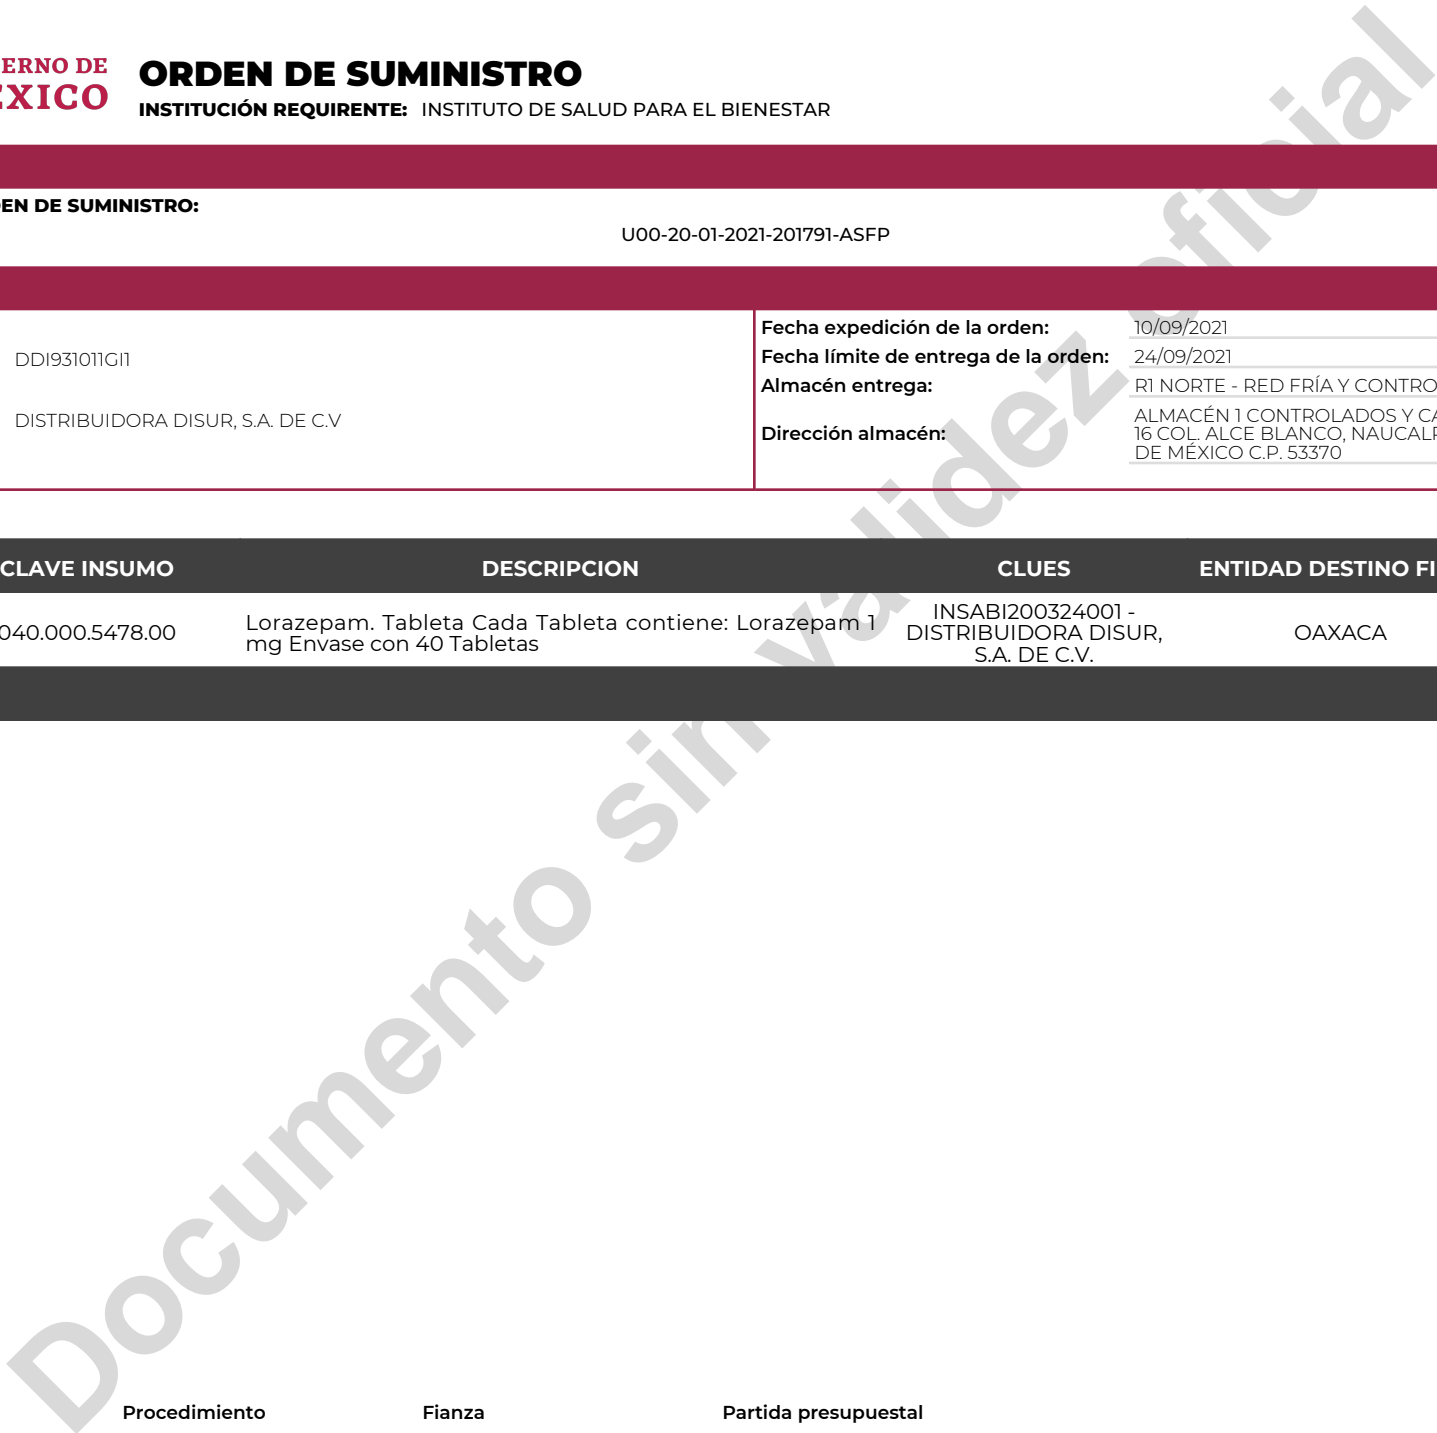 ERNO DE
ÉXICO
ORDEN DE SUMINISTRO
INSTITUCIÓN REQUIRENTE: INSTITUTO DE SALUD PARA EL BIENESTAR
EN DE SUMINISTRO:
U00-20-01-2021-201791-ASFP
DDI931011GI1
DISTRIBUIDORA DISUR, S.A. DE C.V
Fecha expedición de la orden: 10/09/2021
Fecha límite de entrega de la orden: 24/09/2021
Almacén entrega: R1 NORTE - RED FRÍA Y CONTRO
Dirección almacén: ALMACÉN 1 CONTROLADOS Y CA
16 COL. ALCE BLANCO, NAUCALP
DE MÉXICO C.P. 53370
CLAVE INSUMO DESCRIPCION CLUES ENTIDAD DESTINO FI
040.000.5478.00
Lorazepam. Tableta Cada Tableta contiene: Lorazepam 1
mg Envase con 40 Tabletas
INSABI200324001 -
DISTRIBUIDORA DISUR,
S.A. DE C.V.
OAXACA
Documento sin validez oficial
Procedimiento Fianza Partida presupuestal